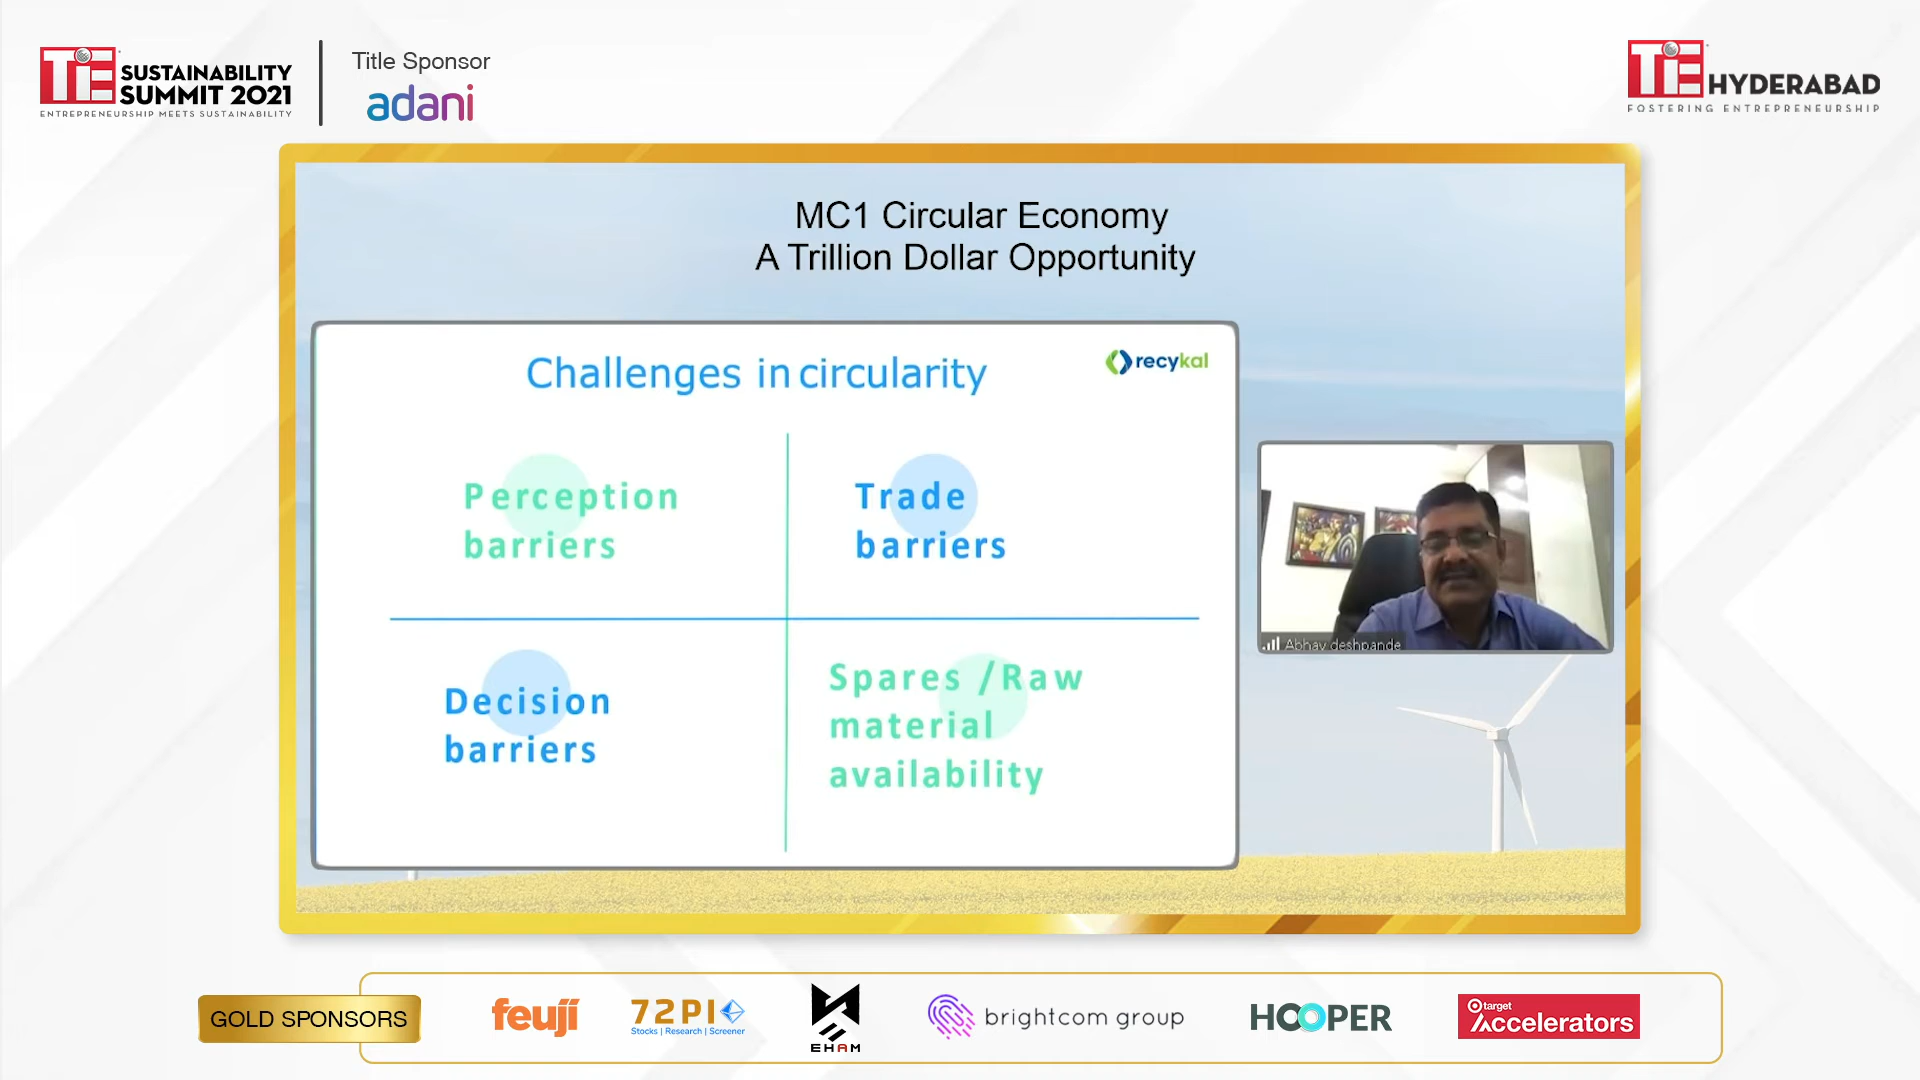 TiE SUSTAINABILITY
SUMMIT 2021
ENTREPRENEURSHIP MEETS SUSTAINABILITY
Title Sponsor
adani
TiE HYDERABAD
FOSTERING ENTREPRENEURSHIP
MC1 Circular Economy
A Trillion Dollar Opportunity
Challenges in circularity
recykal
Perception
barriers
Trade
barriers
Decision
barriers
Spares /Raw
material
availability
Abhay deshpande
GOLD SPONSORS
feuji
72PI
Stocks | Research | Screener
EHAM
brightcom group
HOOPER
target
Accelerators